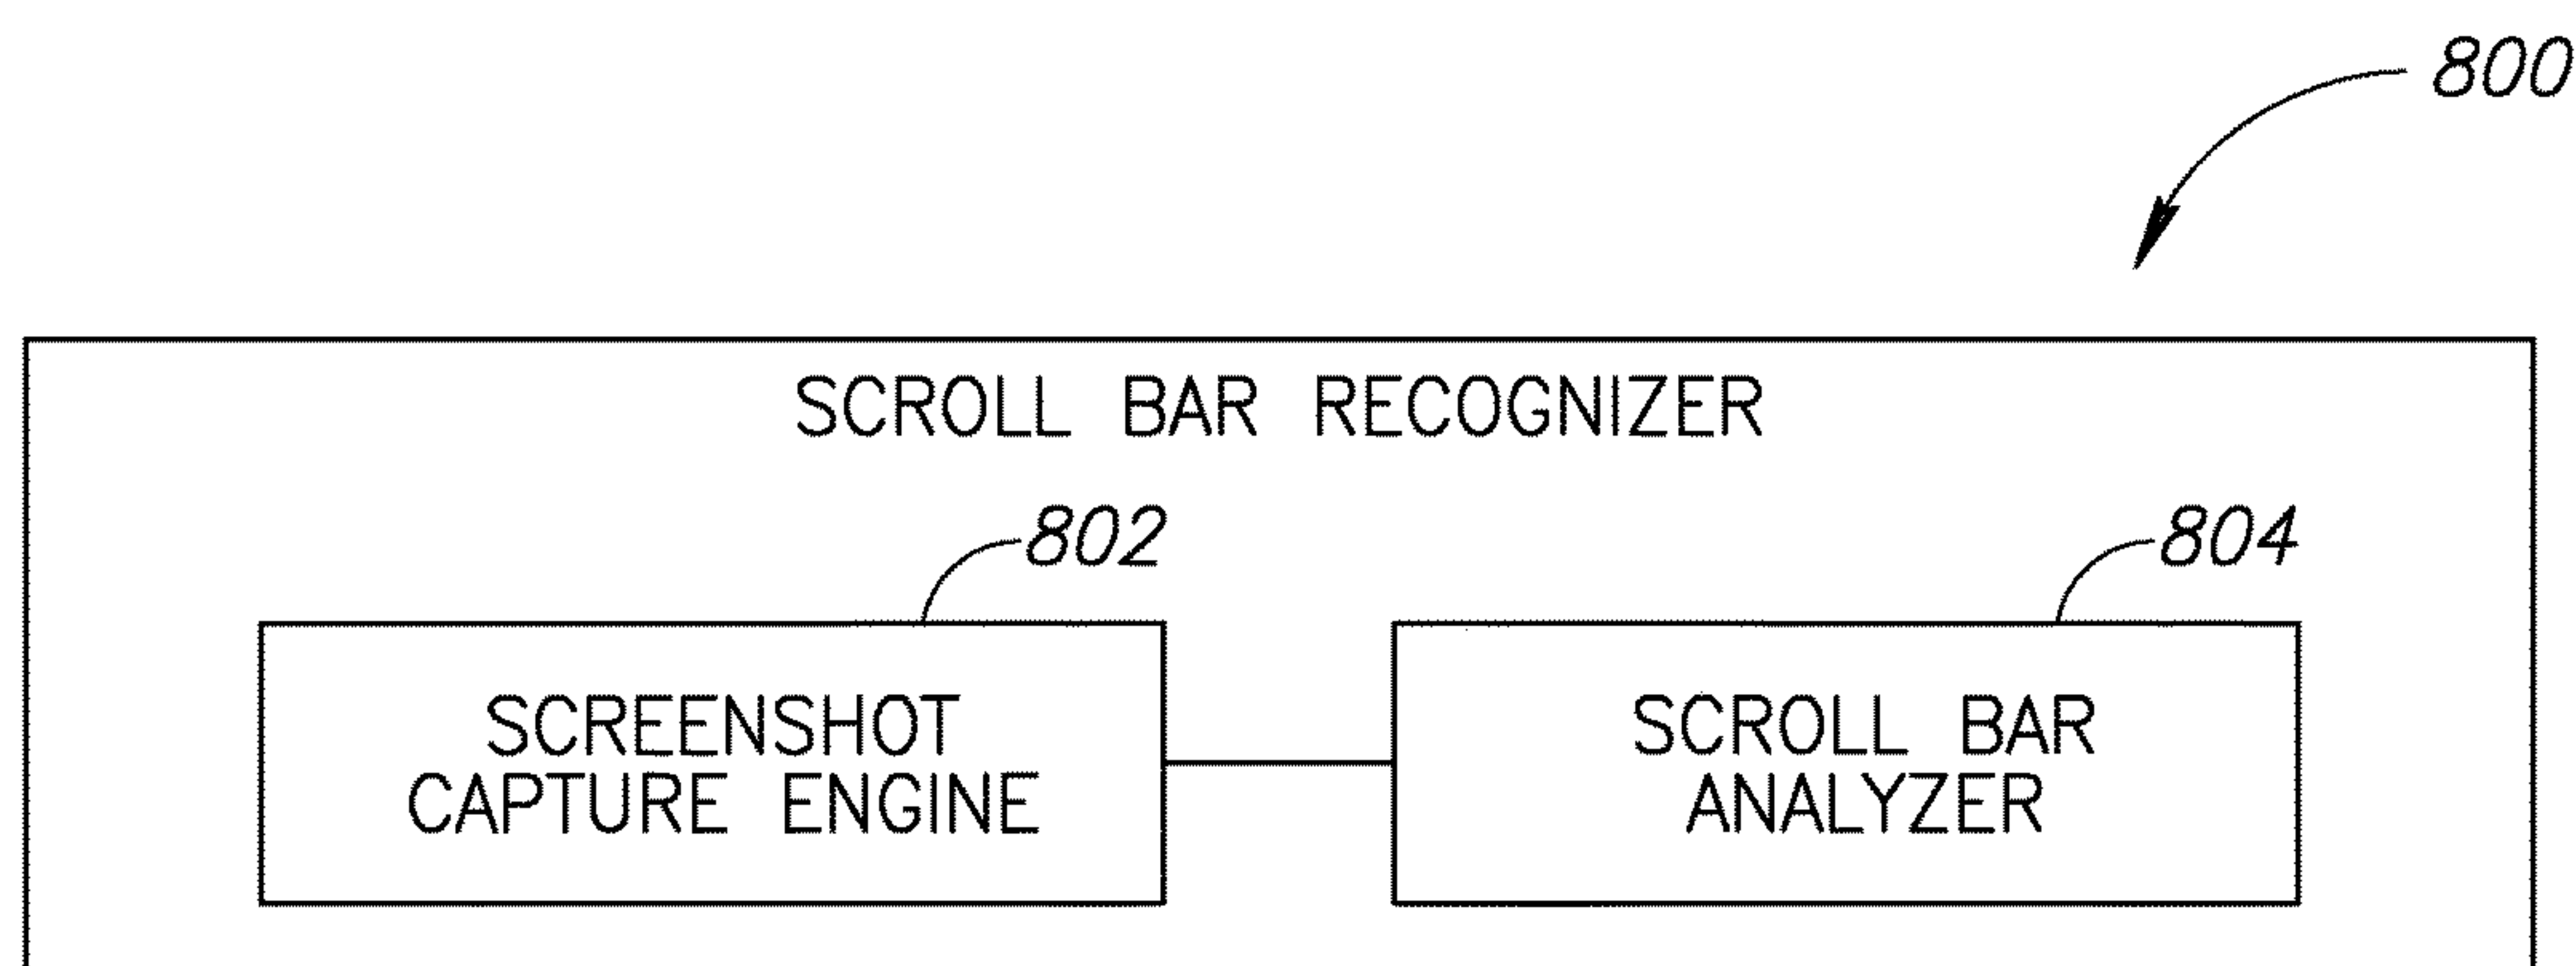 800
SCROLL BAR RECOGNIZER
802
804
SCREENSHOT
CAPTURE ENGINE
SCROLL BAR
ANALYZER